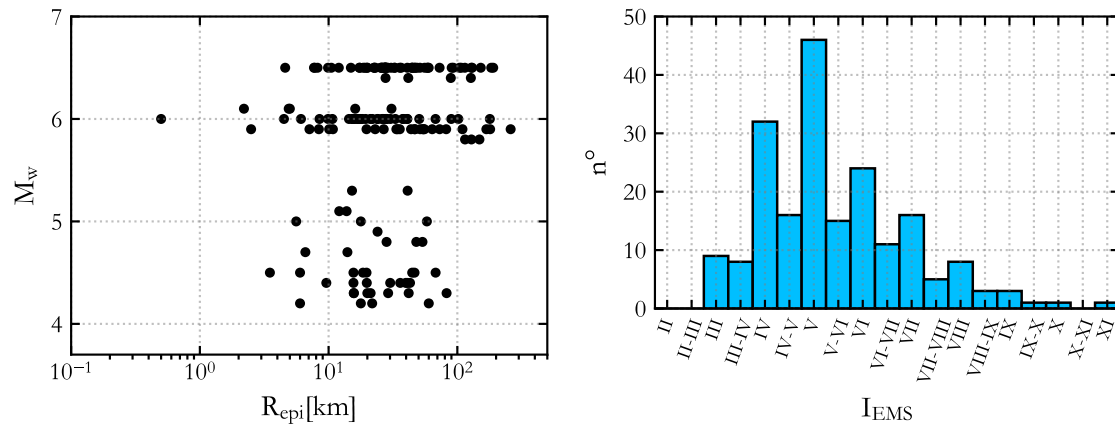 7
6
5
4
M_w
10^−1
10^0
10^1
10^2
R_epi[km]
50
40
30
20
10
0
n°
II
II-III
III
III-IV
IV
IV-V
V
V-VI
VI
VI-VII
VII
VII-VIII
VIII
VIII-IX
IX
IX-X
X
X-XI
XI
I_EMS